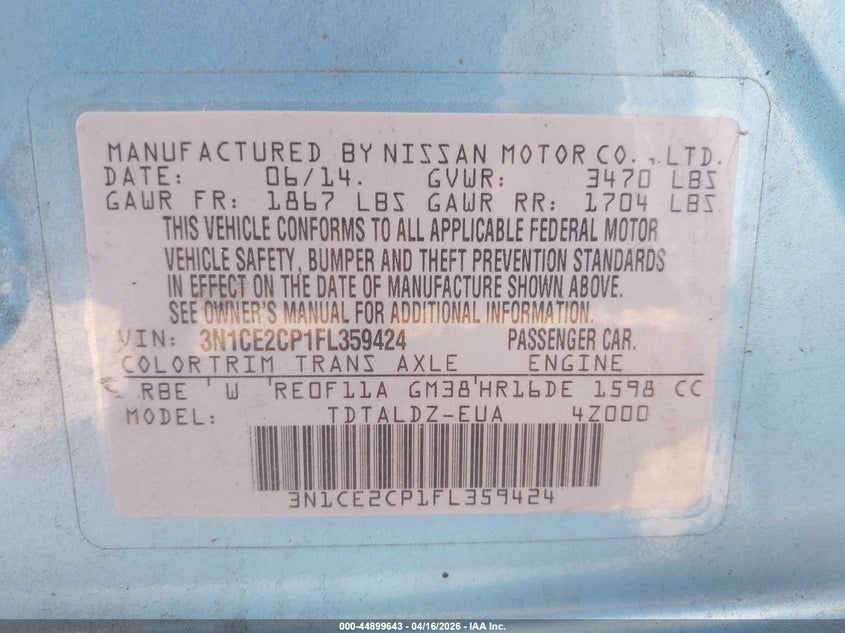 MANUFACTURED BY NISSAN MOTOR CO., LTD.
DATE: 06/14. GVWR: 3470 LBS
GAWR FR: 1867 LBS GAWR RR: 1704 LBS
THIS VEHICLE CONFORMS TO ALL APPLICABLE FEDERAL MOTOR
VEHICLE SAFETY, BUMPER AND THEFT PREVENTION STANDARDS
IN EFFECT ON THE DATE OF MANUFACTURE SHOWN ABOVE.
SEE OWNER'S MANUAL FOR ADDITIONAL INFORMATION.
VIN: 3N1CE2CP1FL359424 PASSENGER CAR.
COLORTRIM TRANS AXLE ENGINE
RBE ' W 'RE0F11A GM38'HR16DE 1598 CC
MODEL: TDTALDZ-EUA 4Z000
3N1CE2CP1FL359424
000-44899643 - 04/16/2026 - IAA Inc.